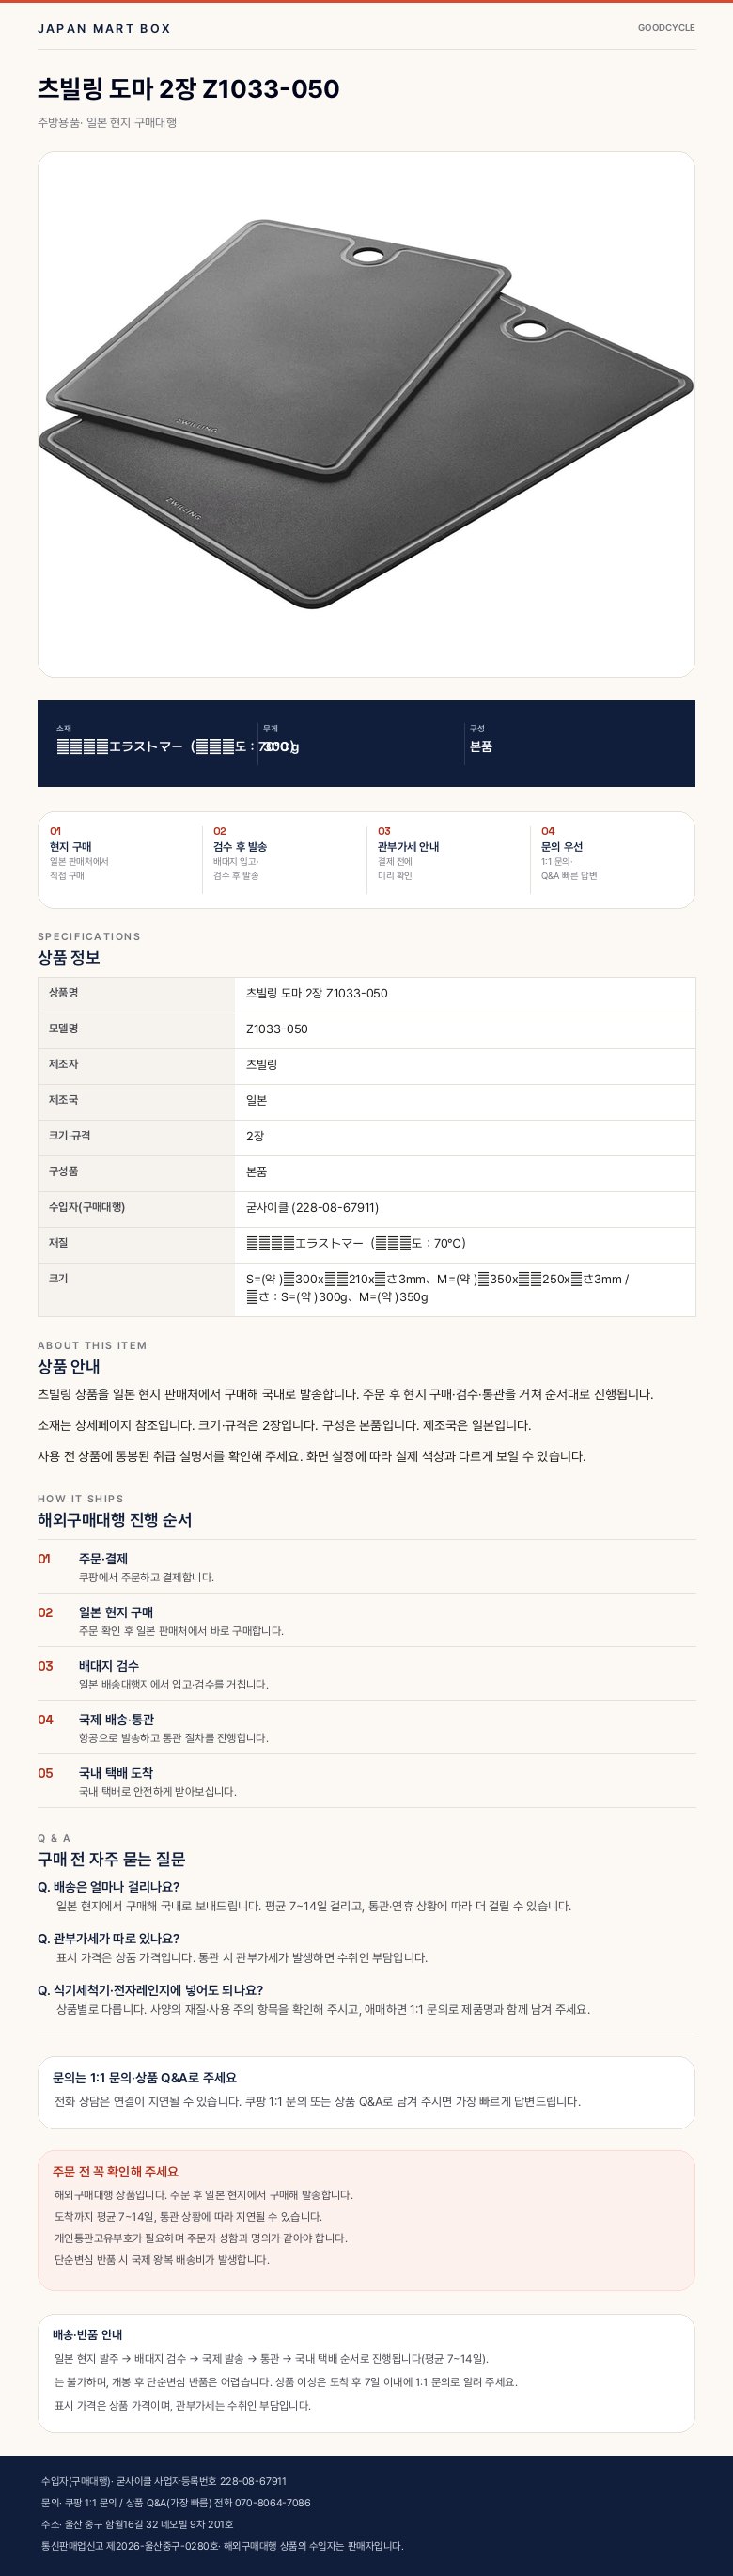 JAPAN MART BOX
GOODCYCLE
츠빌링 도마 2장 Z1033-050
주방용품· 일본 현지 구매대행
ZWILLING
ZWILLING
소재
エラストマー
무게
구성
본품
01
현지 구매
일본 판매처에서
직접 구매
02
검수 후 발송
배대지 입고·
검수 후 발송
03
관부가세 안내
결제 전에
미리 확인
04
문의 우선
1:1 문의·
Q&A 빠른 답변
SPECIFICATIONS
상품 정보
상품명 츠빌링 도마 2장 Z1033-050
모델명 Z1033-050
제조자 츠빌링
제조국 일본
크기·규격 2장
구성품 본품
수입자(구매대행) 굳사이클 (228-08-67911)
재질 エラストマー（도：70℃）
크기 S=(약 )300x210xさ3mm、M=(약 )350x250xさ3mm /
さ：S=(약 )300g、M=(약 )350g
ABOUT THIS ITEM
상품 안내
츠빌링 상품을 일본 현지 판매처에서 구매해 국내로 발송합니다. 주문 후 현지 구매·검수·통관을 거쳐 순서대로 진행됩니다.
소재는 상세페이지 참조입니다. 크기·규격은 2장입니다. 구성은 본품입니다. 제조국은 일본입니다.
사용 전 상품에 동봉된 취급 설명서를 확인해 주세요. 화면 설정에 따라 실제 색상과 다르게 보일 수 있습니다.
HOW IT SHIPS
해외구매대행 진행 순서
01 주문·결제
쿠팡에서 주문하고 결제합니다.
02 일본 현지 구매
주문 확인 후 일본 판매처에서 바로 구매합니다.
03 배대지 검수
일본 배송대행지에서 입고·검수를 거칩니다.
04 국제 배송·통관
항공으로 발송하고 통관 절차를 진행합니다.
05 국내 택배 도착
국내 택배로 안전하게 받아보십니다.
Q & A
구매 전 자주 묻는 질문
Q. 배송은 얼마나 걸리나요?
일본 현지에서 구매해 국내로 보내드립니다. 평균 7~14일 걸리고, 통관·연휴 상황에 따라 더 걸릴 수 있습니다.
Q. 관부가세가 따로 있나요?
표시 가격은 상품 가격입니다. 통관 시 관부가세가 발생하면 수취인 부담입니다.
Q. 식기세척기·전자레인지에 넣어도 되나요?
상품별로 다릅니다. 사양의 재질·사용 주의 항목을 확인해 주시고, 애매하면 1:1 문의로 제품명과 함께 남겨 주세요.
문의는 1:1 문의·상품 Q&A로 주세요
전화 상담은 연결이 지연될 수 있습니다. 쿠팡 1:1 문의 또는 상품 Q&A로 남겨 주시면 가장 빠르게 답변드립니다.
주문 전 꼭 확인해 주세요
해외구매대행 상품입니다. 주문 후 일본 현지에서 구매해 발송합니다.
도착까지 평균 7~14일, 통관 상황에 따라 지연될 수 있습니다.
개인통관고유부호가 필요하며 주문자 성함과 명의가 같아야 합니다.
단순변심 반품 시 국제 왕복 배송비가 발생합니다.
배송·반품 안내
일본 현지 발주 → 배대지 검수 → 국제 발송 → 통관 → 국내 택배 순서로 진행됩니다(평균 7~14일).
는 불가하며, 개봉 후 단순변심 반품은 어렵습니다. 상품 이상은 도착 후 7일 이내에 1:1 문의로 알려 주세요.
표시 가격은 상품 가격이며, 관부가세는 수취인 부담입니다.
수입자(구매대행)· 굳사이클 사업자등록번호 228-08-67911
문의· 쿠팡 1:1 문의 / 상품 Q&A(가장 빠름) 전화 070-8064-7086
주소· 울산 중구 함월16길 32 네오빌 9차 201호
통신판매업신고 제2026-울산중구-0280호· 해외구매대행 상품의 수입자는 판매자입니다.